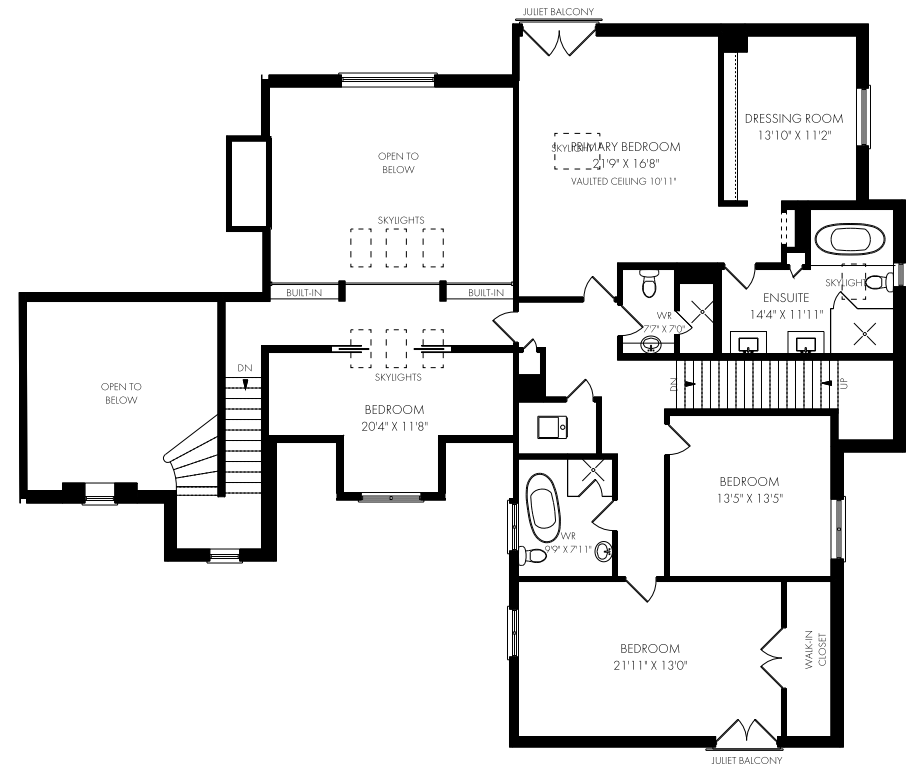 JULIET BALCONY
DRESSING ROOM
13'10" X 11'2"
SKYLIGHT
PRIMARY BEDROOM
21'9" X 16'8"
VAULTED CEILING 10'11"
OPEN TO
BELOW
SKYLIGHTS
BUILT-IN
BUILT-IN
SKYLIGHT
ENSUITE
14'4" X 11'11"
WR
7'7" X 7'0"
DN
SKYLIGHTS
OPEN TO
BELOW
BEDROOM
20'4" X 11'8"
DN
UP
BEDROOM
13'5" X 13'5"
WR
9'9" X 7'11"
BEDROOM
21'11" X 13'0"
WALK-IN
CLOSET
JULIET BALCONY